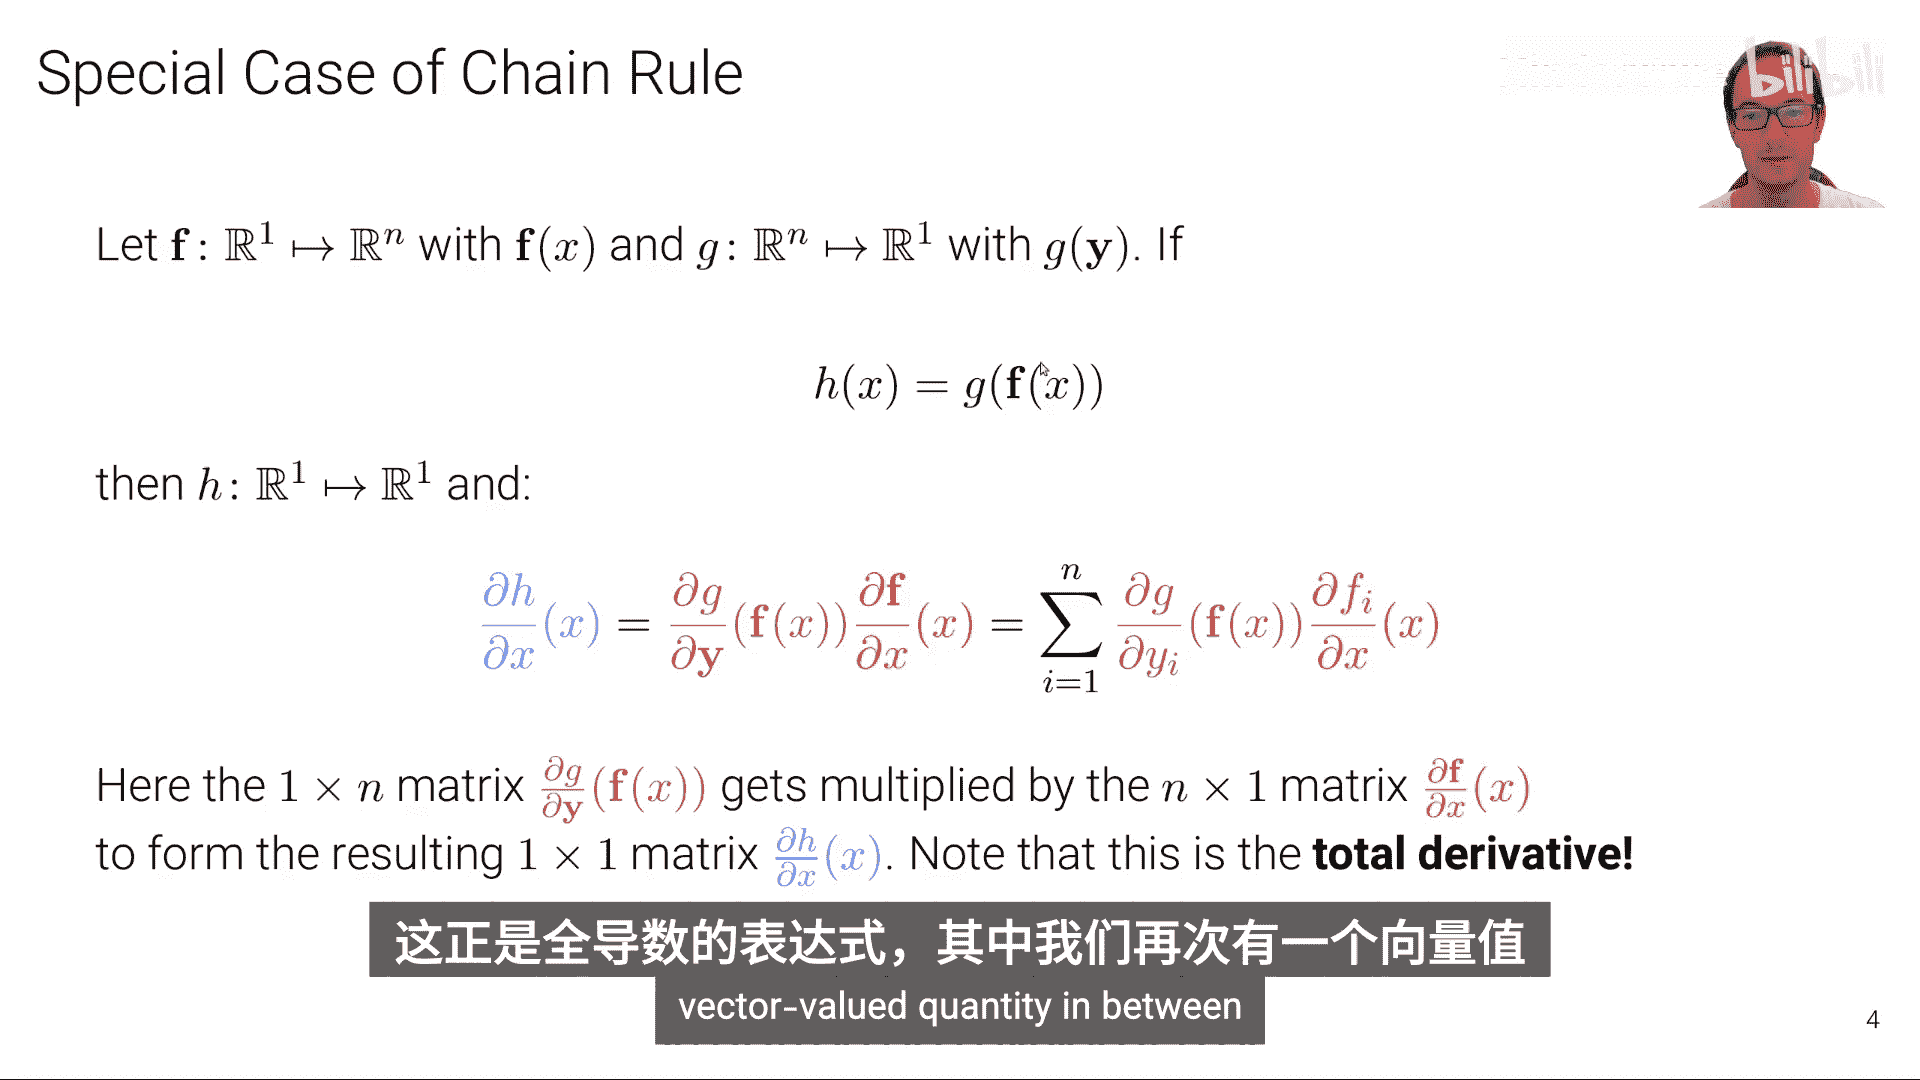 Special Case of Chain Rule
bilibili
Let f: ℝ¹ ↦ ℝⁿ with f(x) and g: ℝⁿ ↦ ℝ¹ with g(y). If
h(x) = g(f(x))
then h: ℝ¹ ↦ ℝ¹ and:
∂h/∂x (x) = ∂g/∂y (f(x)) ∂f/∂x (x) = ∑_{i=1}^{n} ∂g/∂y_i (f(x)) ∂f_i/∂x (x)
Here the 1 × n matrix ∂g/∂y (f(x)) gets multiplied by the n × 1 matrix ∂f/∂x (x)
to form the resulting 1 × 1 matrix ∂h/∂x (x). Note that this is the total derivative!
这正是全导数的表达式，其中我们再次有一个向量值
vector-valued quantity in between
4